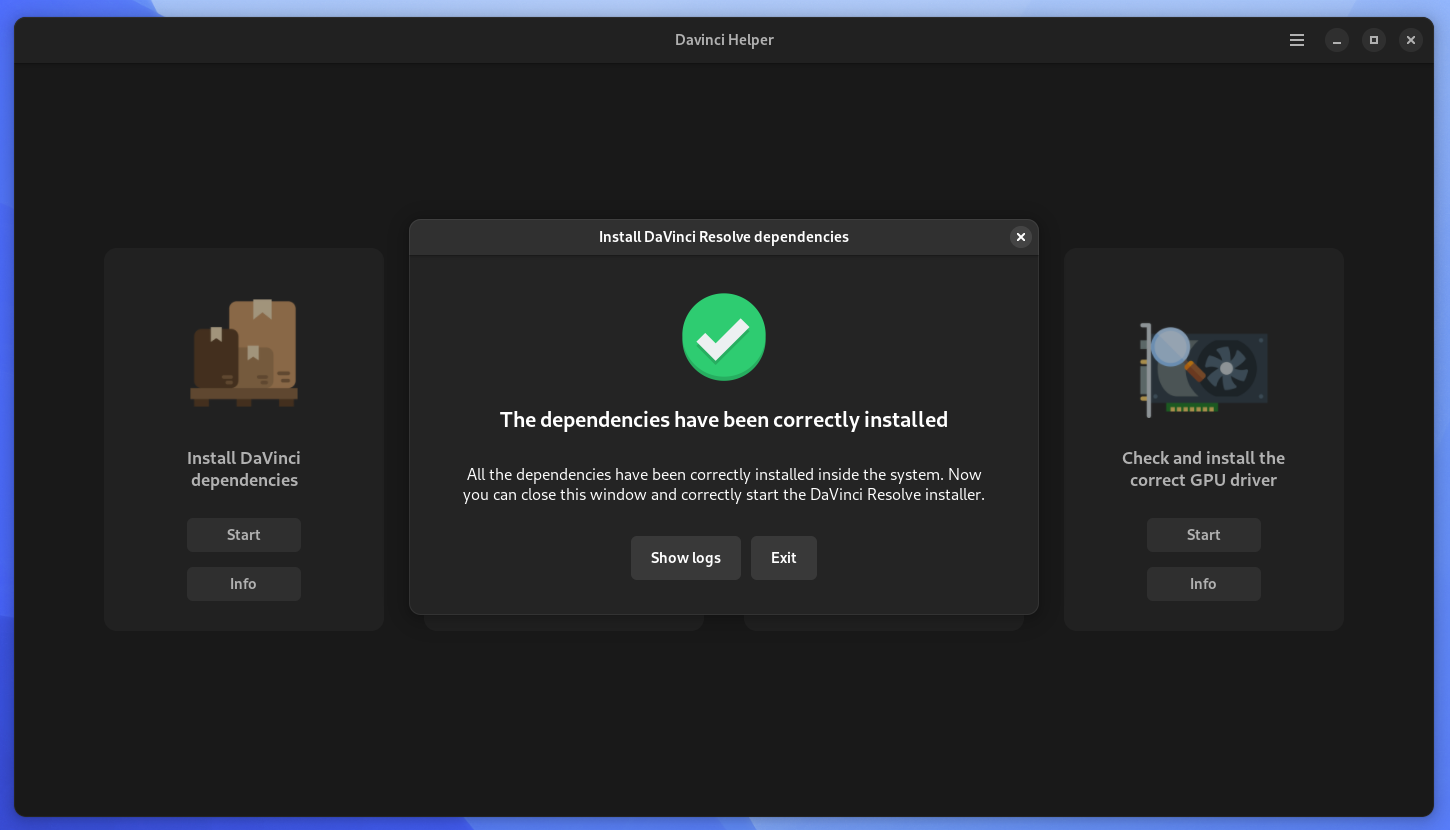 Davinci Helper
Install DaVinci Resolve dependencies
The dependencies have been correctly installed
All the dependencies have been correctly installed inside the system. Now
you can close this window and correctly start the DaVinci Resolve installer.
Show logs
Exit
Install DaVinci
dependencies
Start
Info
Check and install the
correct GPU driver
Start
Info